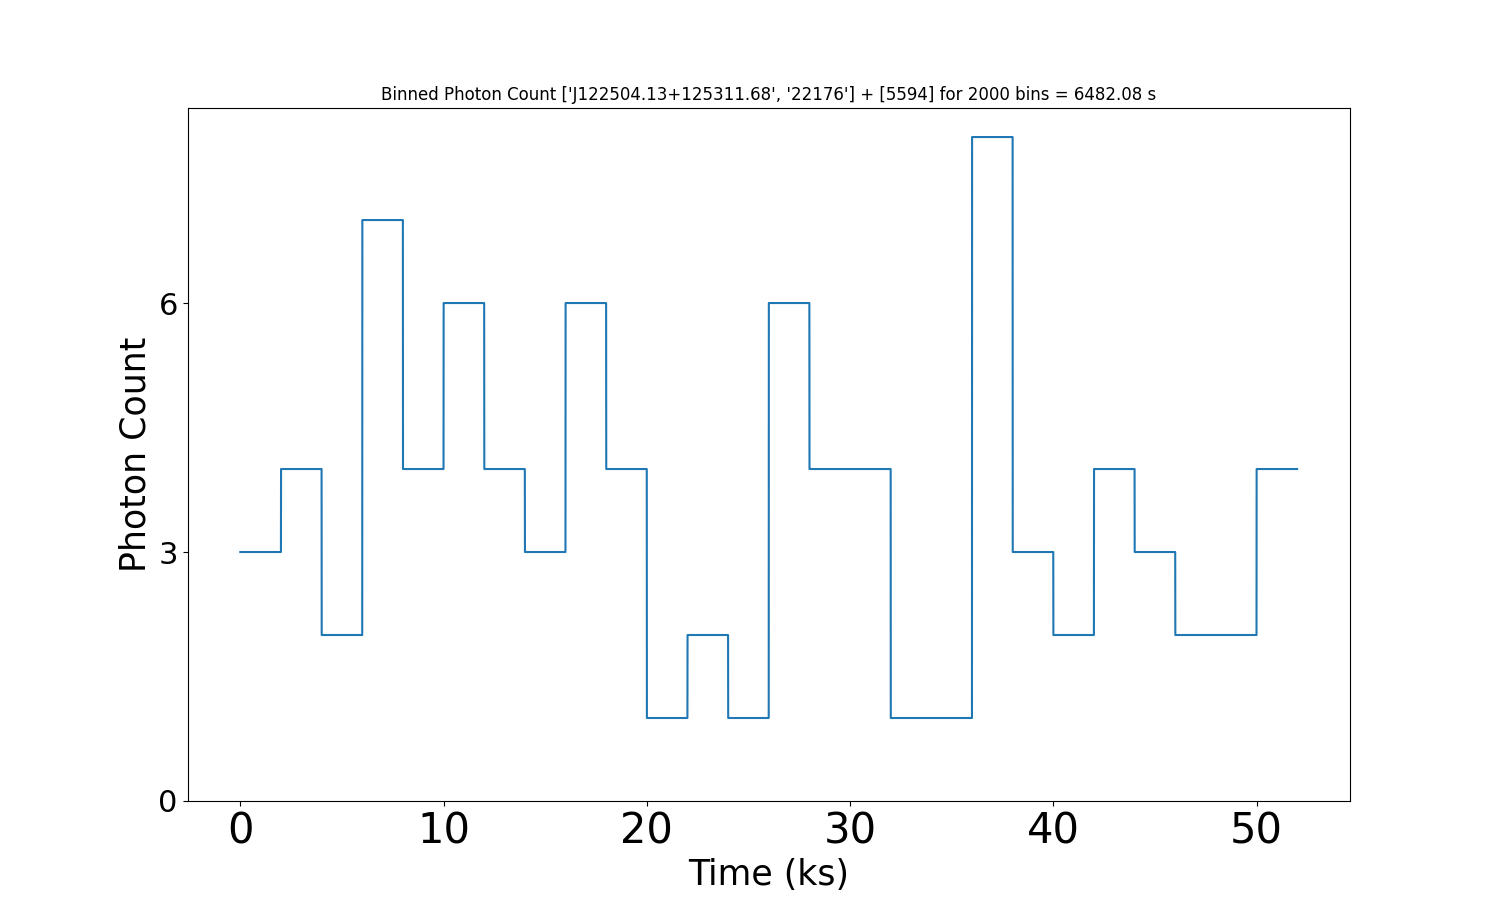 Binned Photon Count ['J122504.13+125311.68', '22176'] + [5594] for 2000 bins = 6482.08 s
6
3
0
Photon Count
0 10 20 30 40 50
Time (ks)